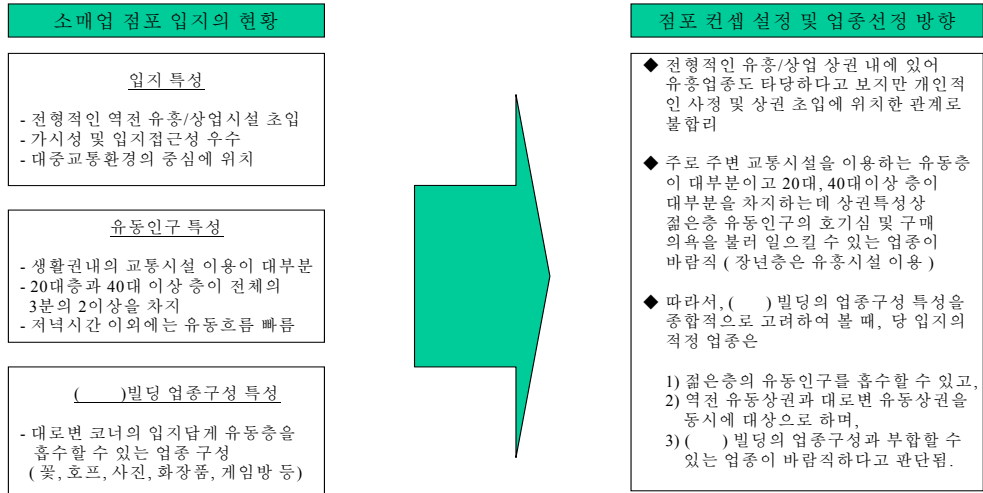 소매업 점포 입지의 현황
입지 특성
- 전형적인 역전 유흥/상업시설 초입
- 가시성 및 입지접근성 우수
- 대중교통환경의 중심에 위치
유동인구 특성
- 생활권내의 교통시설 이용이 대부분
- 20대층과 40대 이상 층이 전체의
3분의 2이상을 차지
- 저녁시간 이외에는 유동흐름 빠름
(      )빌딩 업종구성 특성
- 대로변 코너의 입지답게 유동층을
흡수할 수 있는 업종 구성
( 꽃, 호프, 사진, 화장품, 게임방 등)
점포 컨셉 설정 및 업종선정 방향
◆ 전형적인 유흥/상업 상권 내에 있어
유흥업종도 타당하다고 보지만 개인적
인 사정 및 상권 초입에 위치한 관계로
불합리
◆ 주로 주변 교통시설을 이용하는 유동층
이 대부분이고 20대, 40대이상 층이
대부분을 차지하는데 상권특성상
젊은층 유동인구의 호기심 및 구매
의욕을 불러 일으킬 수 있는 업종이
바람직 ( 장년층은 유흥시설 이용 )
◆ 따라서, (      ) 빌딩의 업종구성 특성을
종합적으로 고려하여 볼 때, 당 입지의
적정 업종은
1) 젊은층의 유동인구를 흡수할 수 있고,
2) 역전 유동상권과 대로변 유동상권을
동시에 대상으로 하며,
3) (      ) 빌딩의 업종구성과 부합할 수
있는 업종이 바람직하다고 판단됨.